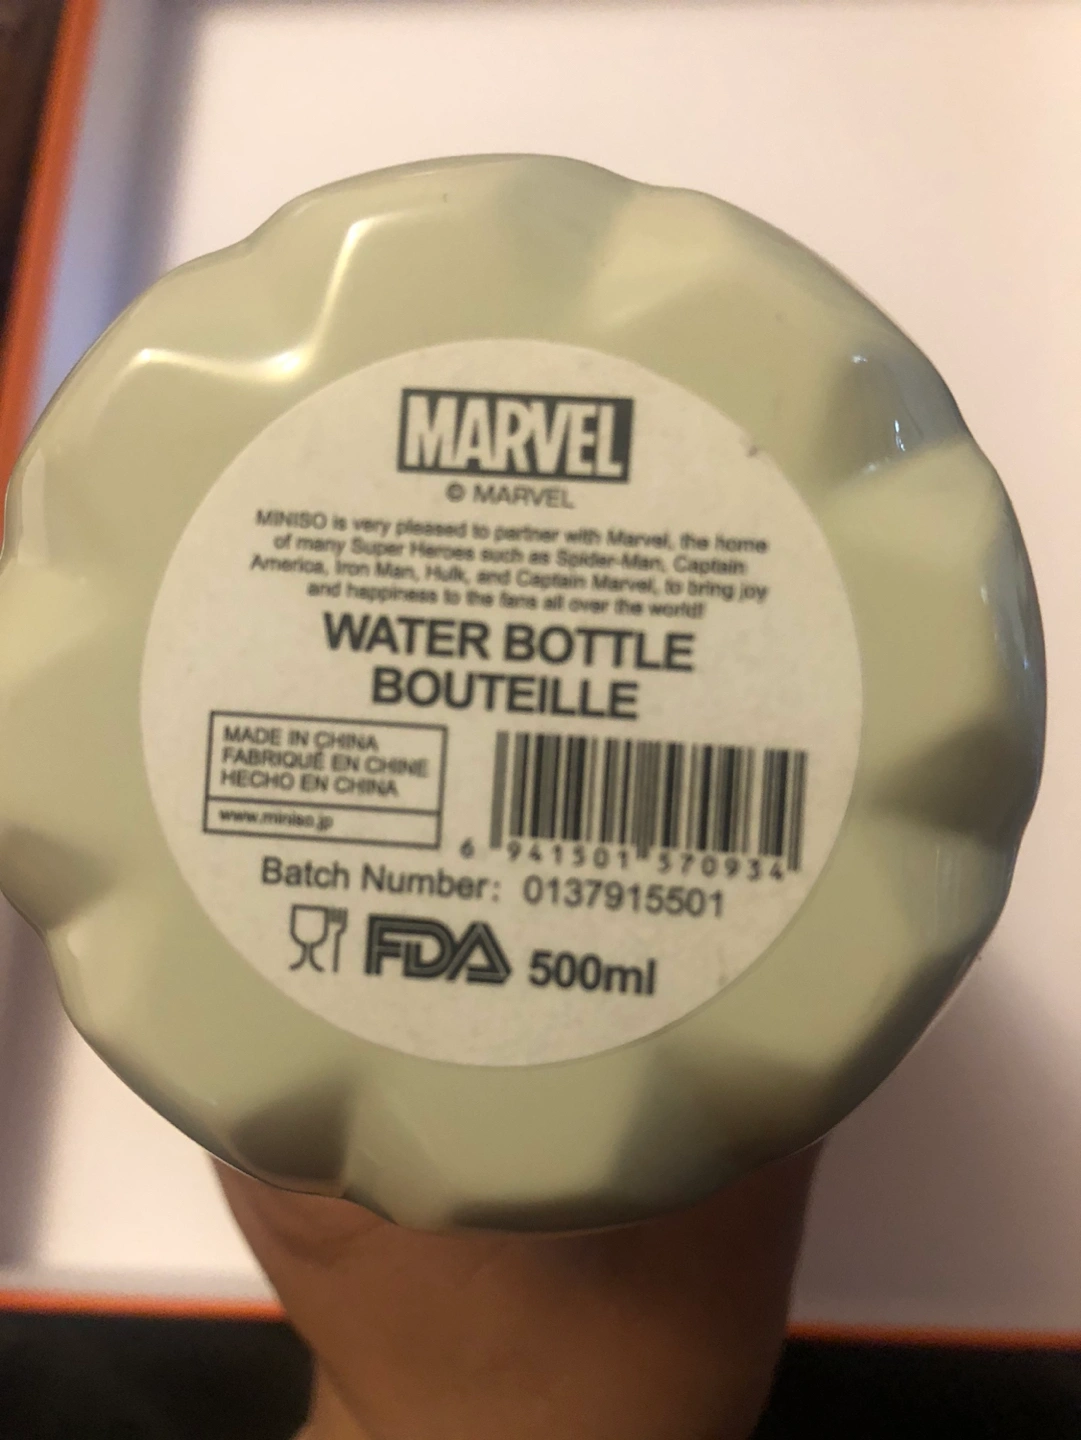 MARVEL
© MARVEL
MINISO is very pleased to partner with Marvel, the home
of many Super Heroes such as Spider-Man, Captain
America, Iron Man, Hulk, and Captain Marvel, to bring joy
and happiness to the fans all over the world!
WATER BOTTLE
BOUTEILLE
MADE IN CHINA
FABRIQUÉ EN CHINE
HECHO EN CHINA
www.miniso.jp
6 941501 570934
Batch Number: 0137915501
FDA 500ml